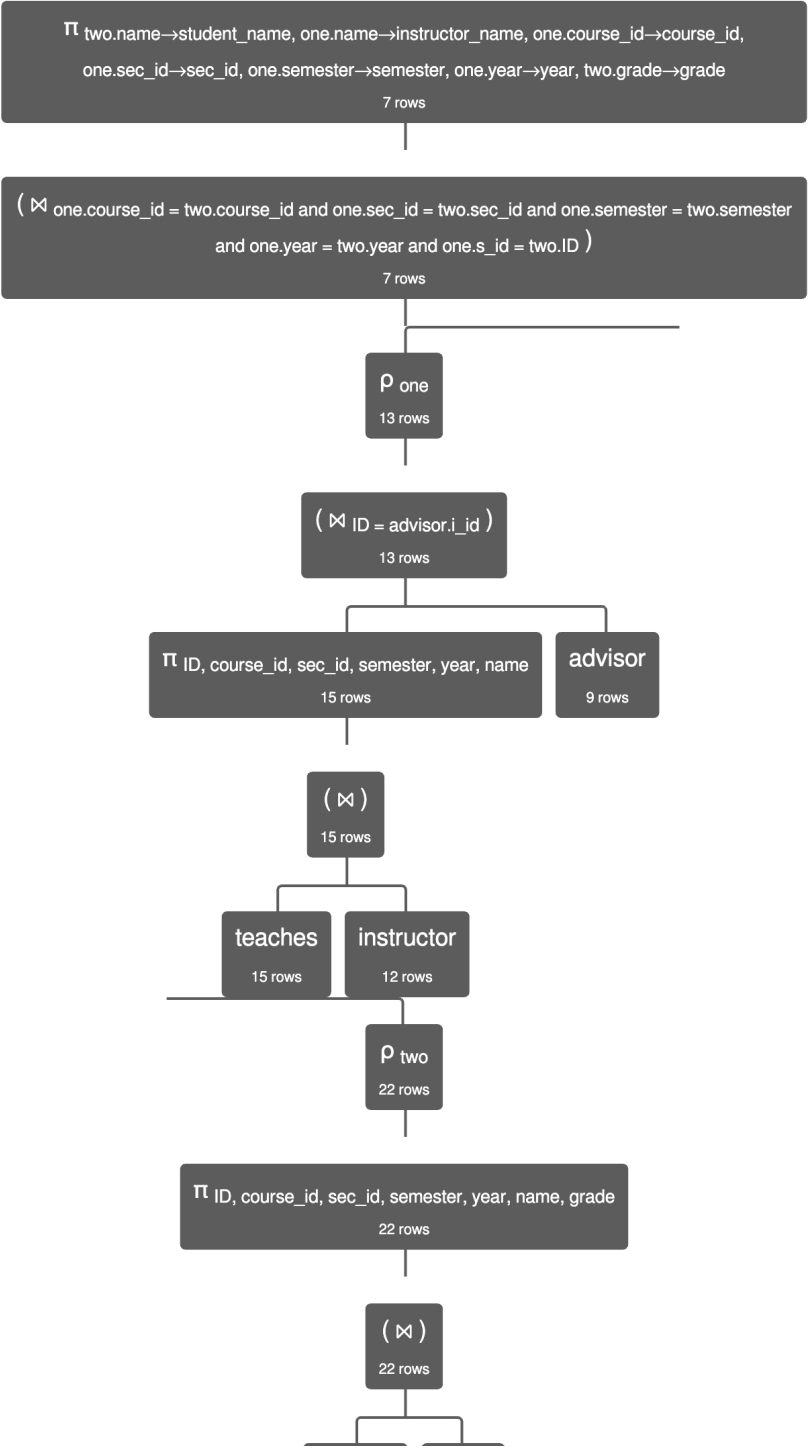 π two.name→student_name, one.name→instructor_name, one.course_id→course_id,
one.sec_id→sec_id, one.semester→semester, one.year→year, two.grade→grade
7 rows
( ⋈ one.course_id = two.course_id and one.sec_id = two.sec_id and one.semester = two.semester
and one.year = two.year and one.s_id = two.ID )
7 rows
ρ one
13 rows
( ⋈ ID = advisor.i_id )
13 rows
π ID, course_id, sec_id, semester, year, name
15 rows
advisor
9 rows
( ⋈ )
15 rows
teaches
15 rows
instructor
12 rows
ρ two
22 rows
π ID, course_id, sec_id, semester, year, name, grade
22 rows
( ⋈ )
22 rows